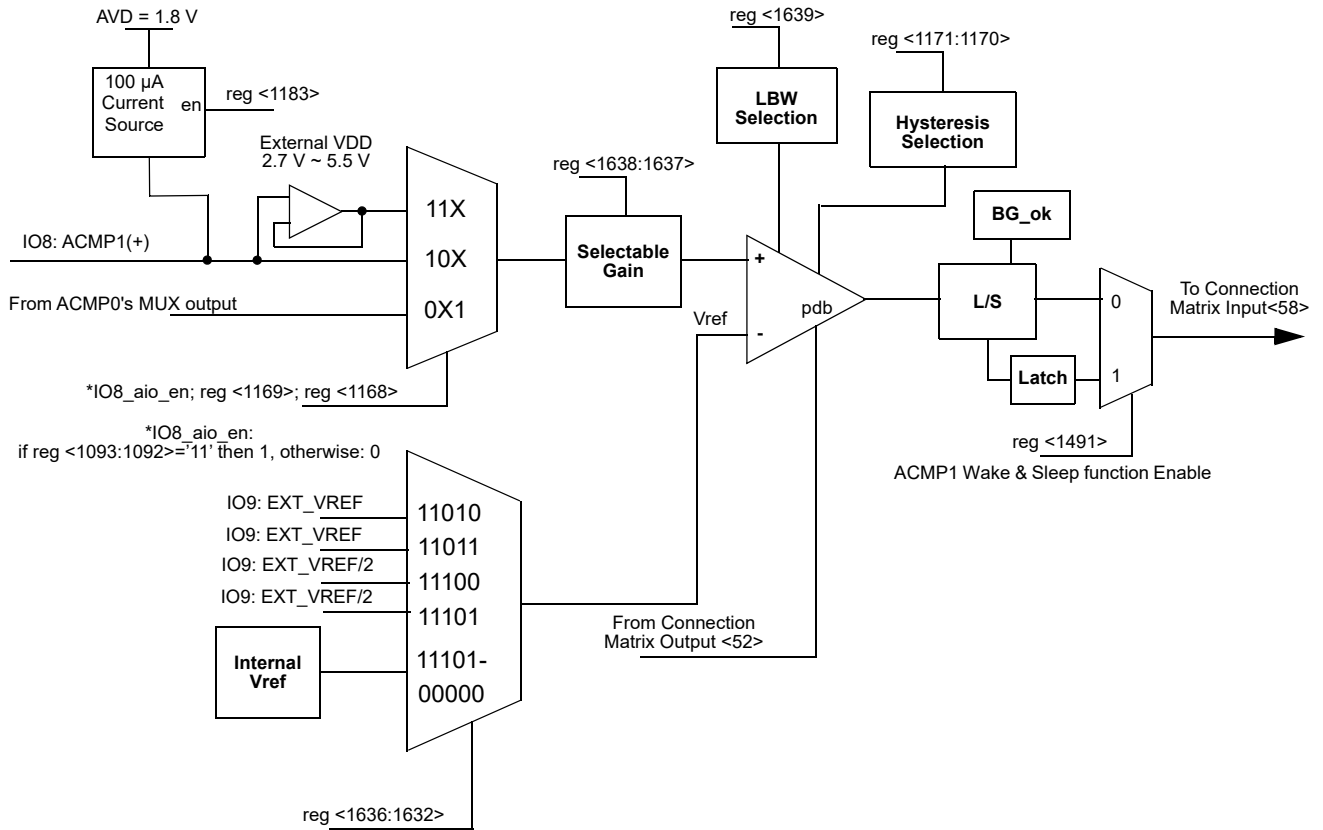 AVD = 1.8 V
100 µA
Current
Source
en
reg <1183>
External VDD
2.7 V ~ 5.5 V
IO8: ACMP1(+)
From ACMP0's MUX output
11X
10X
0X1
*IO8_aio_en; reg <1169>; reg <1168>
*IO8_aio_en:
if reg <1093:1092>='11' then 1, otherwise: 0
reg <1638:1637>
Selectable
Gain
reg <1639>
LBW
Selection
reg <1171:1170>
Hysteresis
Selection
+
-
pdb
Vref
BG_ok
L/S
Latch
0
1
To Connection
Matrix Input<58>
reg <1491>
ACMP1 Wake & Sleep function Enable
IO9: EXT_VREF
IO9: EXT_VREF
IO9: EXT_VREF/2
IO9: EXT_VREF/2
Internal
Vref
11010
11011
11100
11101
11101-
00000
From Connection
Matrix Output <52>
reg <1636:1632>